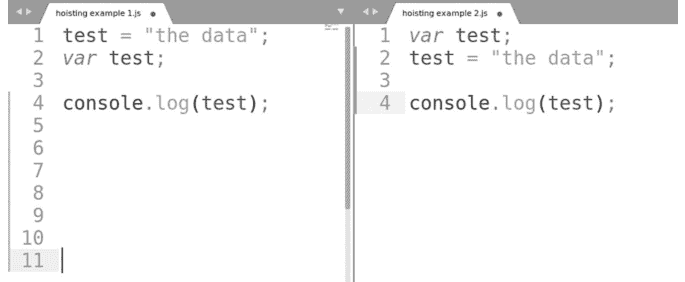 hoisting example 1.js
1 test = "the data";
2 var test;
3
4 console.log(test);
5
6
7
8
9
10
11
hoisting example 2.js
1 var test;
2 test = "the data";
3
4 console.log(test);